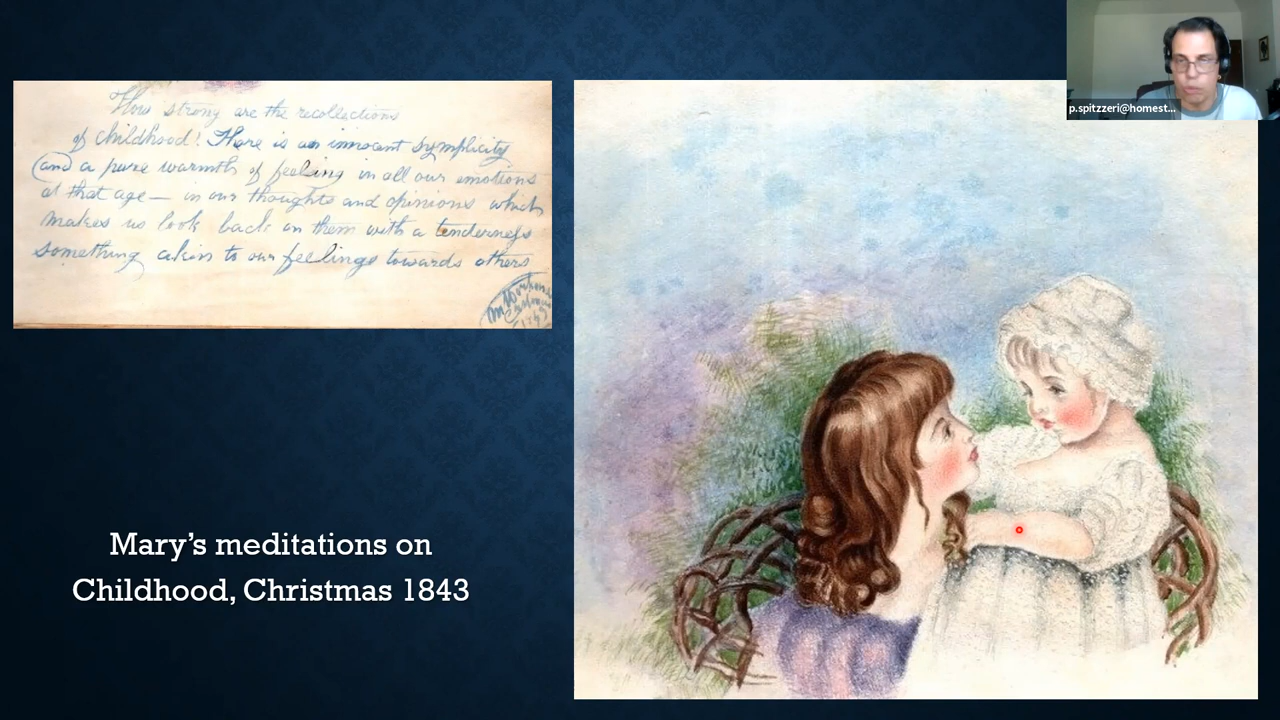 How strong are the recollections
of childhood! There is an innocent symplicity
and a pure warmth of feeling in all our emotions
at that age — in our thoughts and opinions which
makes us look back on them with a tenderness
something akin to our feelings towards others
Mary's meditations on
Childhood, Christmas 1843
p.spitzzeri@homest...